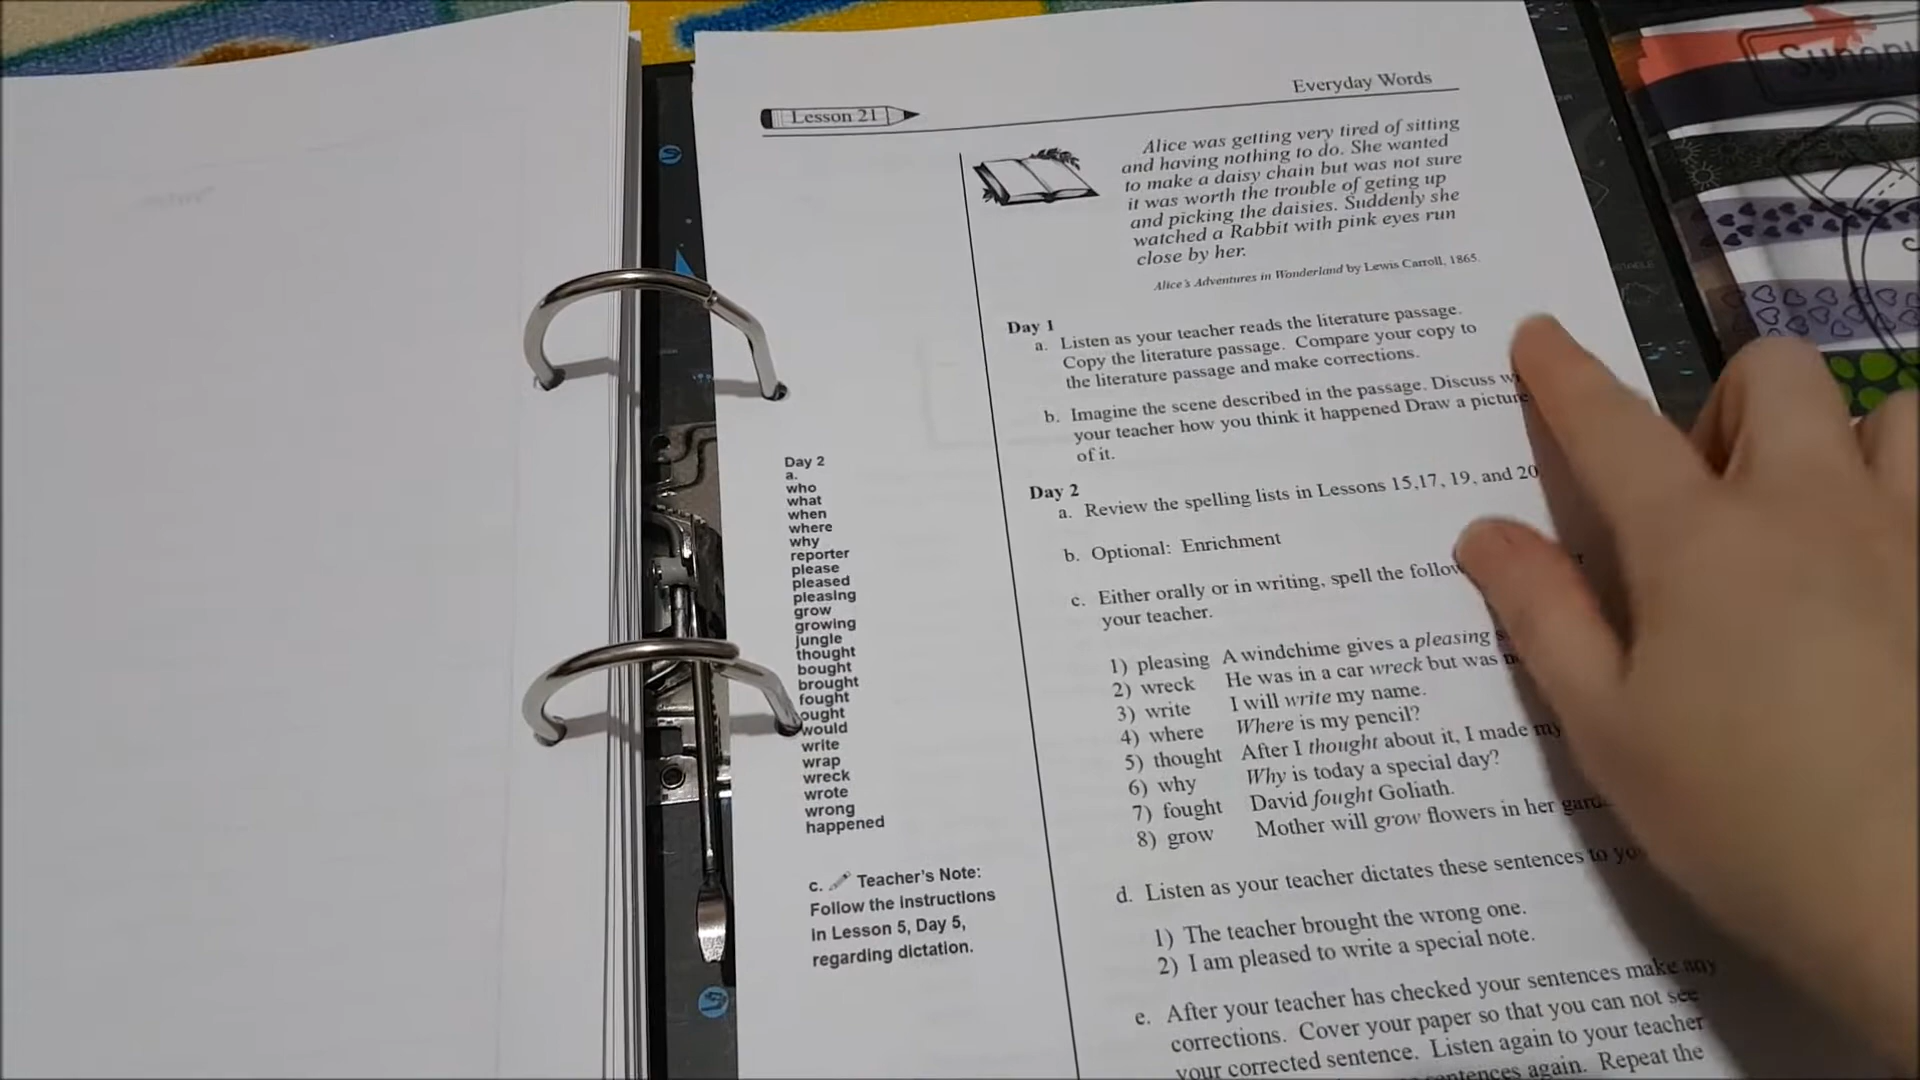 Everyday Words
Lesson 21
Alice was getting very tired of sitting
and having nothing to do. She wanted
to make a daisy chain but was not sure
it was worth the trouble of geting up
and picking the daisies. Suddenly she
watched a Rabbit with pink eyes run
close by her.
Alice's Adventures in Wonderland by Lewis Carroll, 1865.
Day 1
a. Listen as your teacher reads the literature passage.
Copy the literature passage. Compare your copy to
the literature passage and make corrections.
b. Imagine the scene described in the passage. Discuss
your teacher how you think it happened Draw a picture
of it.
Day 2
a. Review the spelling lists in Lessons 15,17, 19, and 20
b. Optional: Enrichment
c. Either orally or in writing, spell the
your teacher.
1) pleasing A windchime gives a pleasing
2) wreck He was in a car wreck but was
3) write I will write my name.
4) where Where is my pencil?
5) thought After I thought about it, I made my
6) why Why is today a special day?
7) fought David fought Goliath.
8) grow Mother will grow flowers in her
d. Listen as your teacher dictates these sentences to
1) The teacher brought the wrong one.
2) I am pleased to write a special note.
e. After your teacher has checked your sentences make any
corrections. Cover your paper so that you can not see
your corrected sentence. Listen again to your teacher
sentences again. Repeat the
Day 2
a.
who
what
when
where
why
reporter
please
pleased
pleasing
grow
growing
jungle
thought
bought
brought
fought
ought
would
write
wrap
wreck
wrote
wrong
happened
c. Teacher's Note:
Follow the instructions
in Lesson 5, Day 5,
regarding dictation.